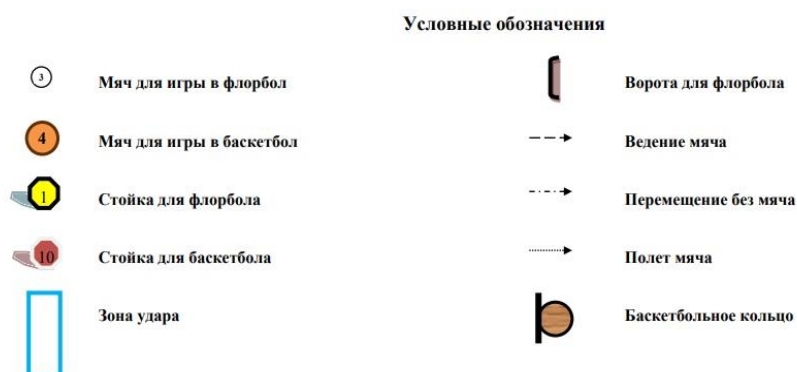 Условные обозначения
3 Мяч для игры в флорбол
Ворота для флорбола
4 Мяч для игры в баскетбол
Ведение мяча
1 Стойка для флорбола
Перемещение без мяча
10 Стойка для баскетбола
Полет мяча
Зона удара
Баскетбольное кольцо